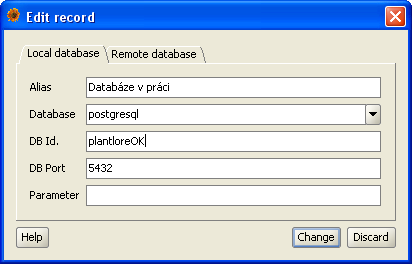 Edit record
Local database Remote database
Alias Databáze v práci
Database postgresql
DB Id. plantloreOK
DB Port 5432
Parameter
Help Change Discard